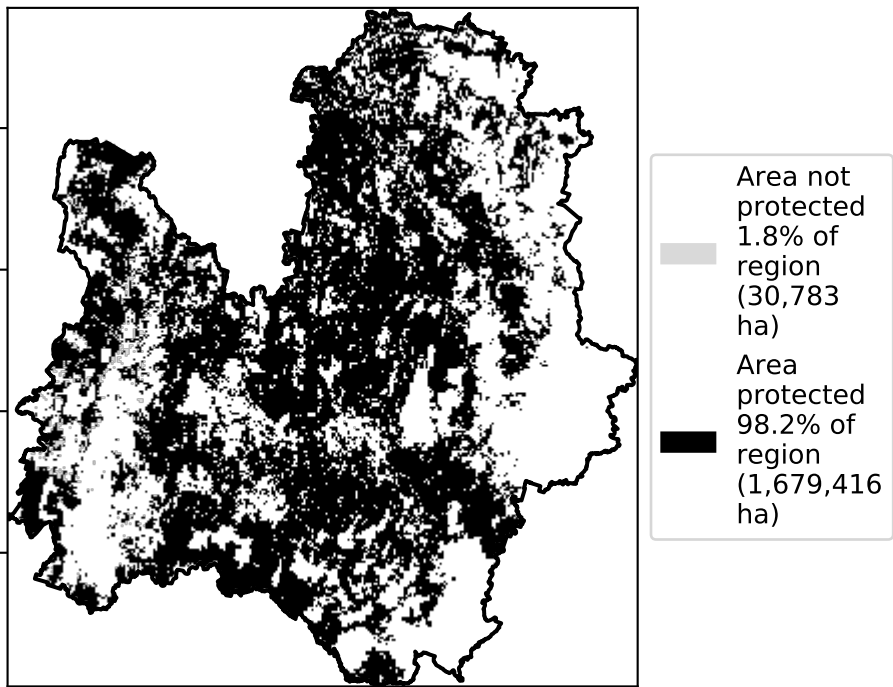 Area not
protected
1.8% of
region
(30,783
ha)
Area
protected
98.2% of
region
(1,679,416
ha)